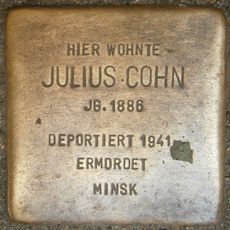 HIER WOHNTE
JULIUS COHN
JG. 1886
DEPORTIERT 1941
ERMORDET
MINSK